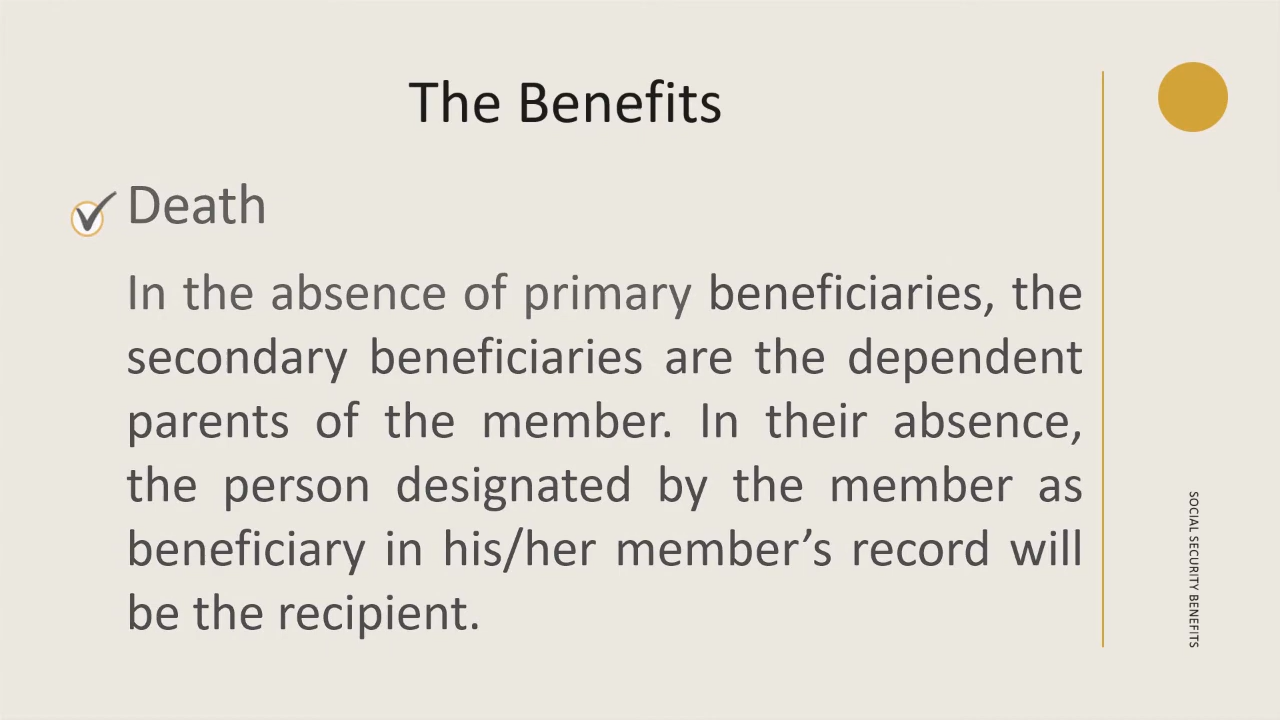 The Benefits
Death
In the absence of primary beneficiaries, the
secondary beneficiaries are the dependent
parents of the member. In their absence,
the person designated by the member as
beneficiary in his/her member’s record will
be the recipient.
SOCIAL SECURITY BENEFITS